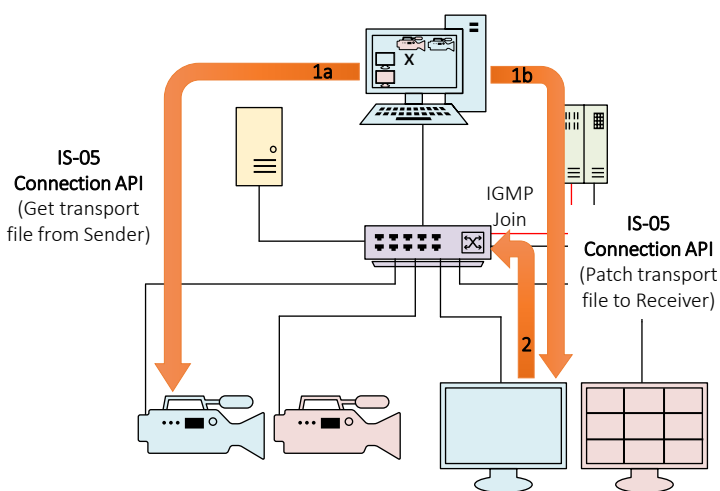 1a
X
1b
IS-05
Connection API
(Get transport
file from Sender)
IGMP
Join
IS-05
Connection API
(Patch transport
file to Receiver)
2